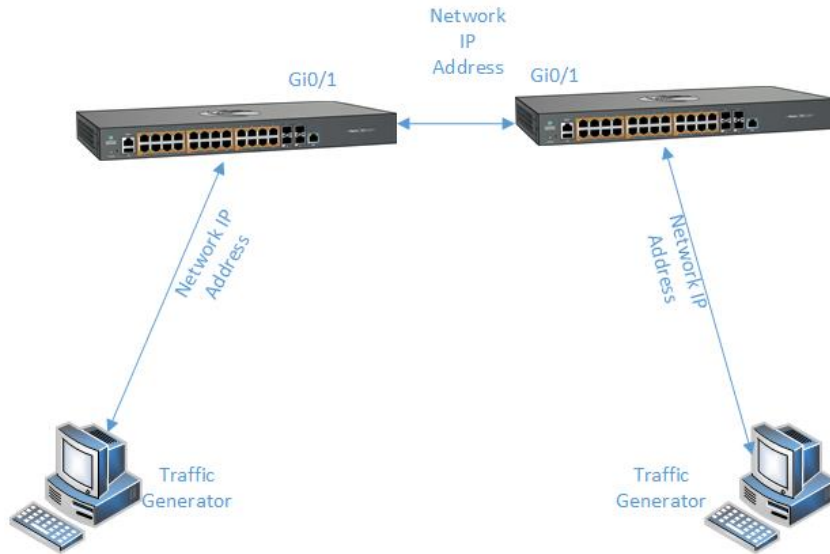 Network
IP
Address
Gi0/1
Gi0/1
Network IP
Address
Network IP
Address
Traffic
Generator
Traffic
Generator